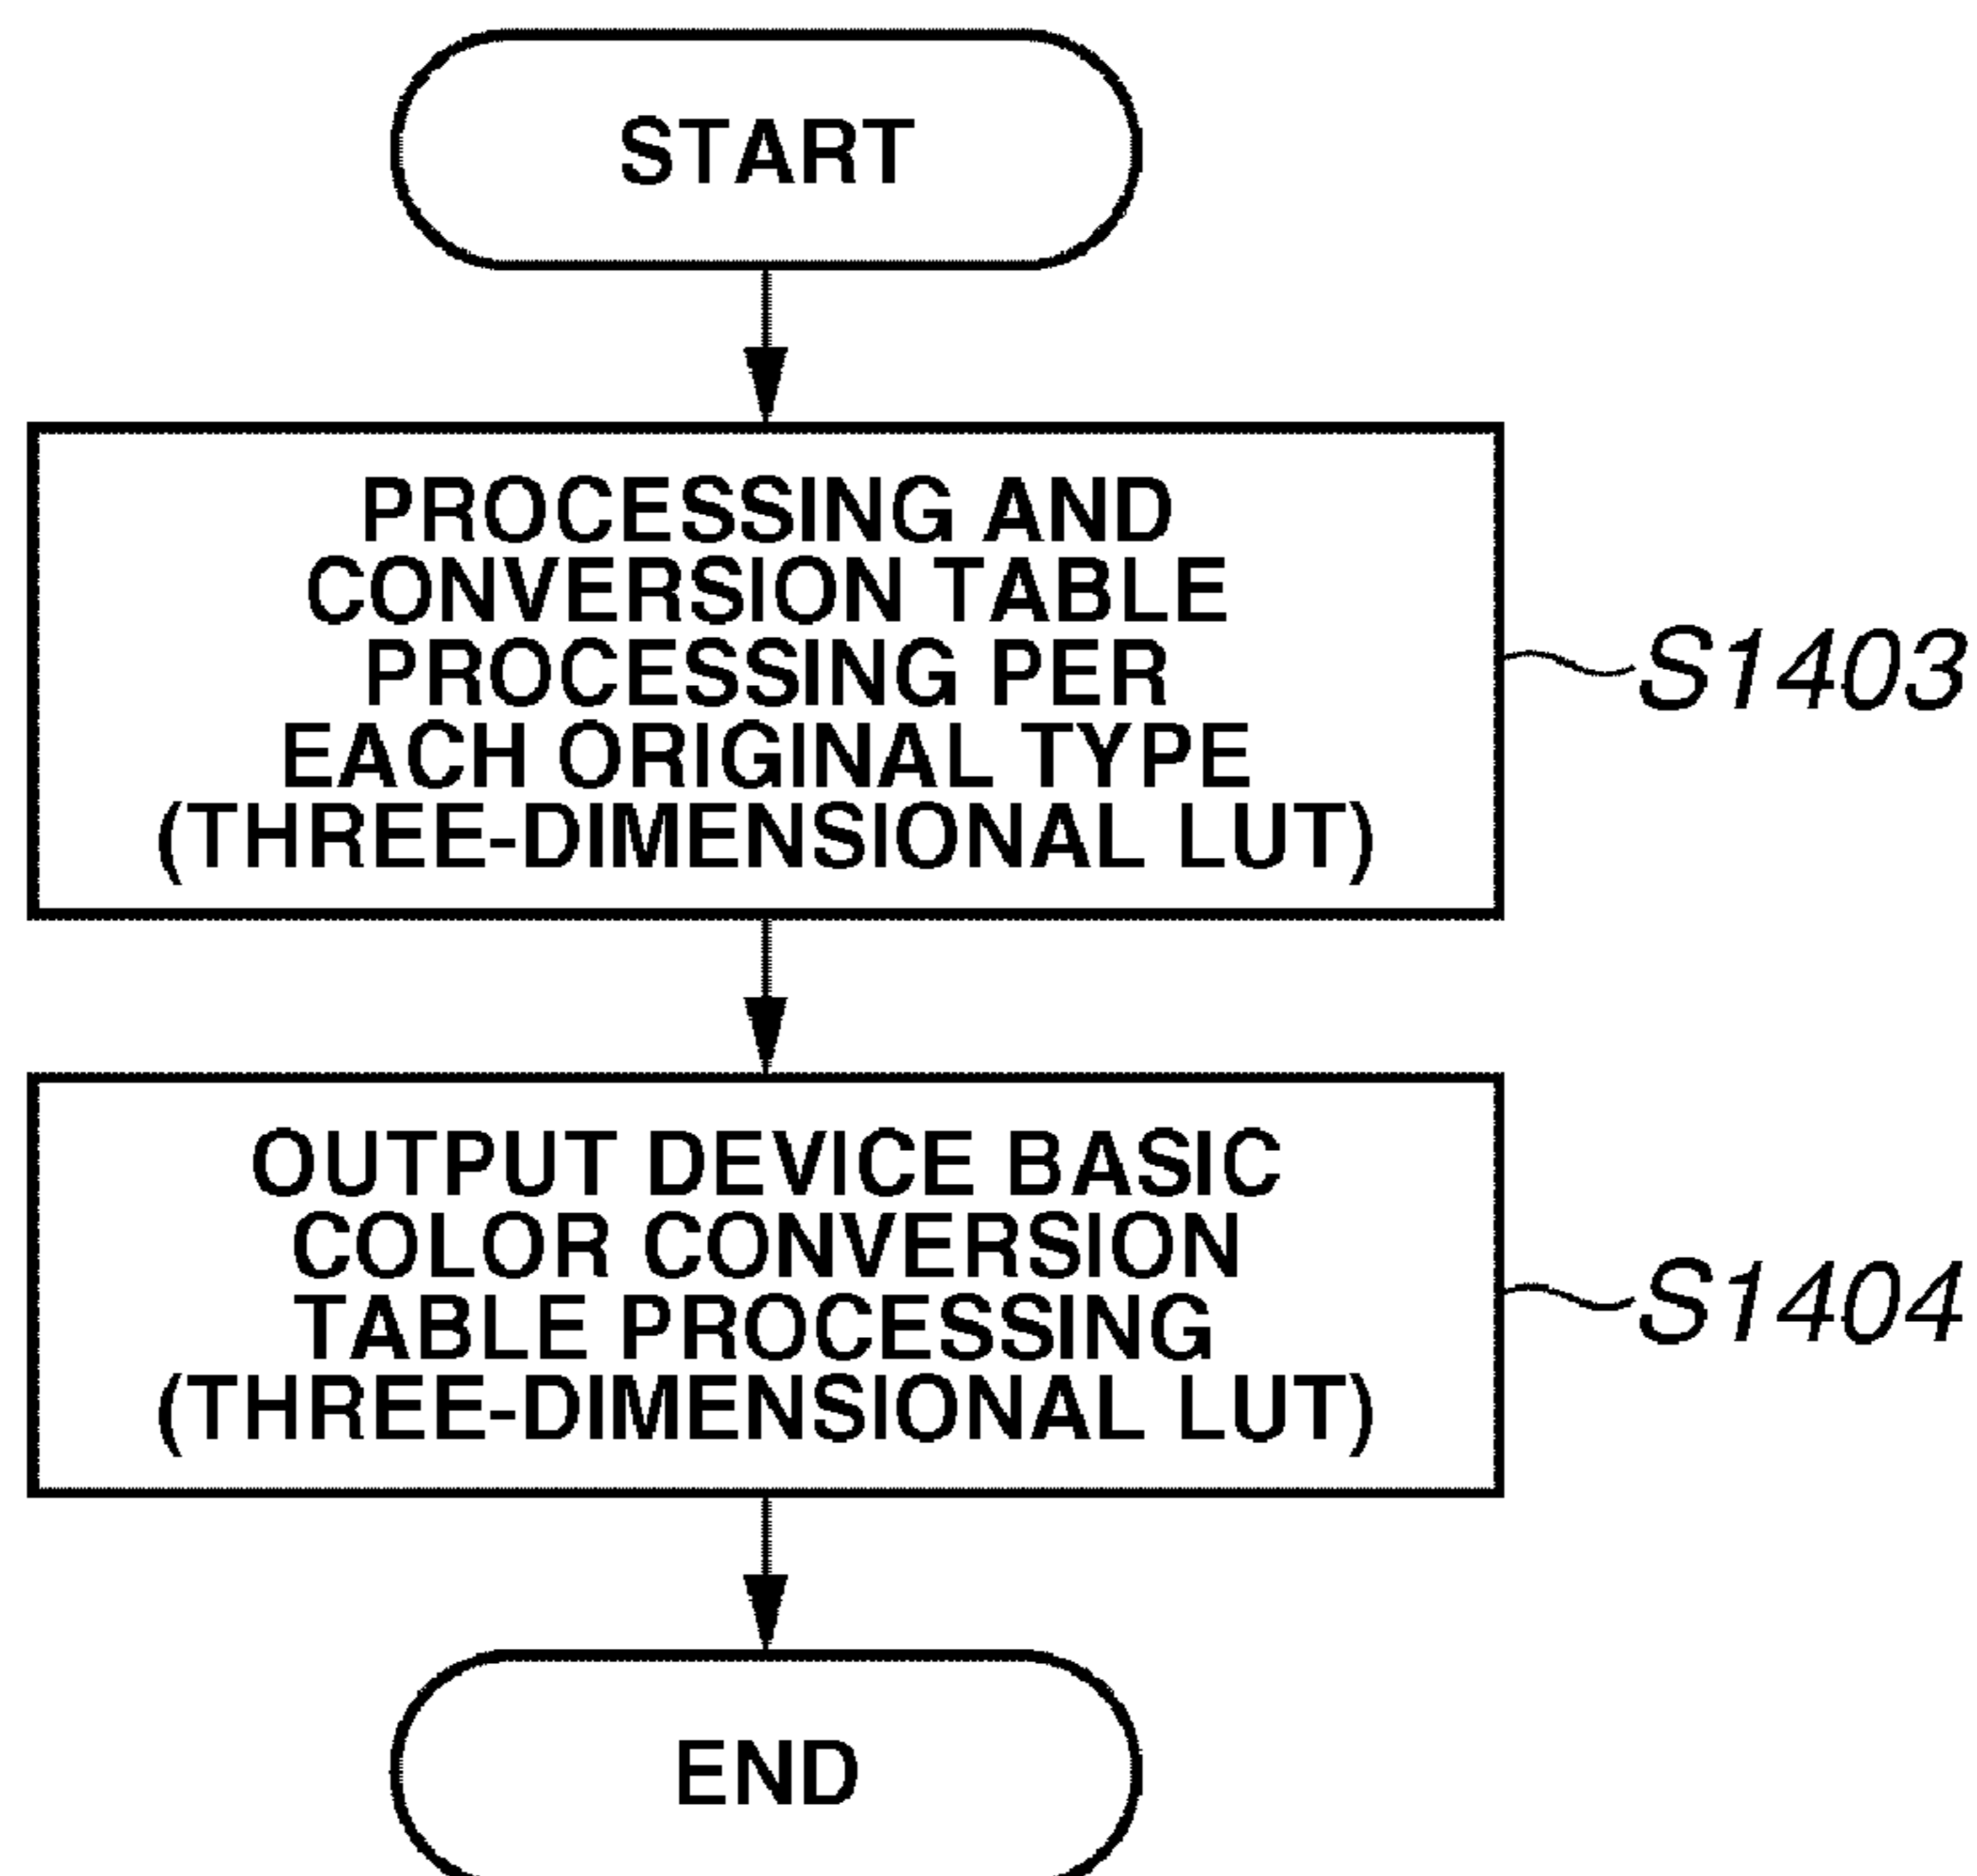 START
PROCESSING AND
CONVERSION TABLE
PROCESSING PER
EACH ORIGINAL TYPE
(THREE-DIMENSIONAL LUT)
S1403
OUTPUT DEVICE BASIC
COLOR CONVERSION
TABLE PROCESSING
(THREE-DIMENSIONAL LUT)
S1404
END